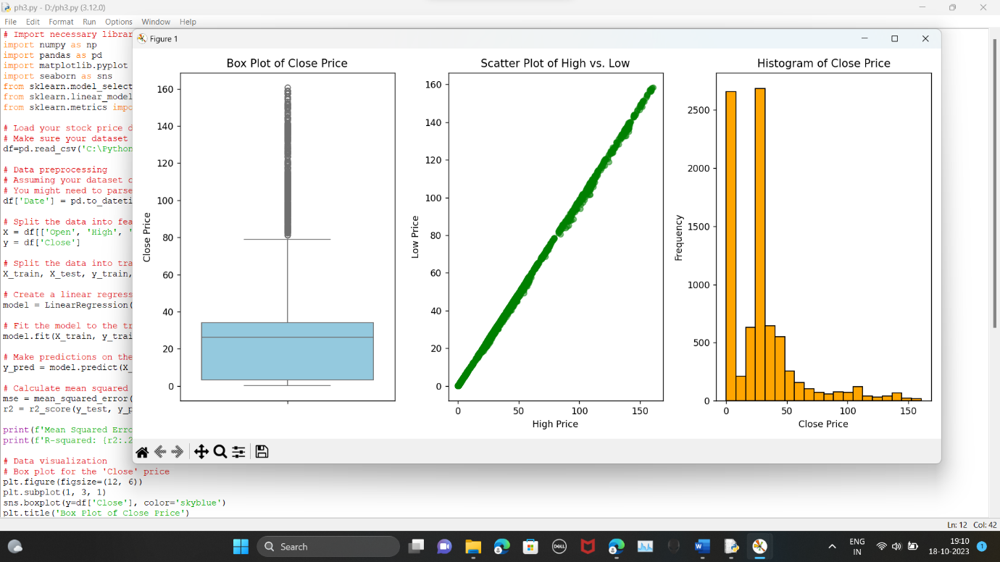 ph3.py - D:/ph3.py (3.12.0)
File Edit Format Run Options Window Help
# Import necessary librar
import numpy as np
import pandas as pd
import matplotlib.pyplot
import seaborn as sns
from sklearn.model_select
from sklearn.linear_model
from sklearn.metrics impo
# Load your stock price d
# Make sure your dataset
df=pd.read_csv('C:\Python
# Data preprocessing
# Assuming your dataset c
# You might need to parse
df['Date'] = pd.to_dateti
# Split the data into fea
X = df[['Open', 'High', '
y = df['Close']
# Split the data into tra
X_train, X_test, y_train,
# Create a linear regress
model = LinearRegression(
# Fit the model to the tr
model.fit(X_train, y_trai
# Make predictions on the
y_pred = model.predict(X_
# Calculate mean squared
mse = mean_squared_error(
r2 = r2_score(y_test, y_p
print(f'Mean Squared Erro
print(f'R-squared: {r2:.2
# Data visualization
# Box plot for the 'Close' price
plt.figure(figsize=(12, 6))
plt.subplot(1, 3, 1)
sns.boxplot(y=df['Close'], color='skyblue')
plt.title('Box Plot of Close Price')
Figure 1
Box Plot of Close Price
Close Price
160
140
120
100
80
60
40
20
0
Scatter Plot of High vs. Low
Low Price
160
140
120
100
80
60
40
20
0
0 50 100 150
High Price
Histogram of Close Price
Frequency
2500
2000
1500
1000
500
0
0 50 100 150
Close Price
Ln: 12 Col: 42
Search
DELL
W
ENG
IN
19:10
18-10-2023
1